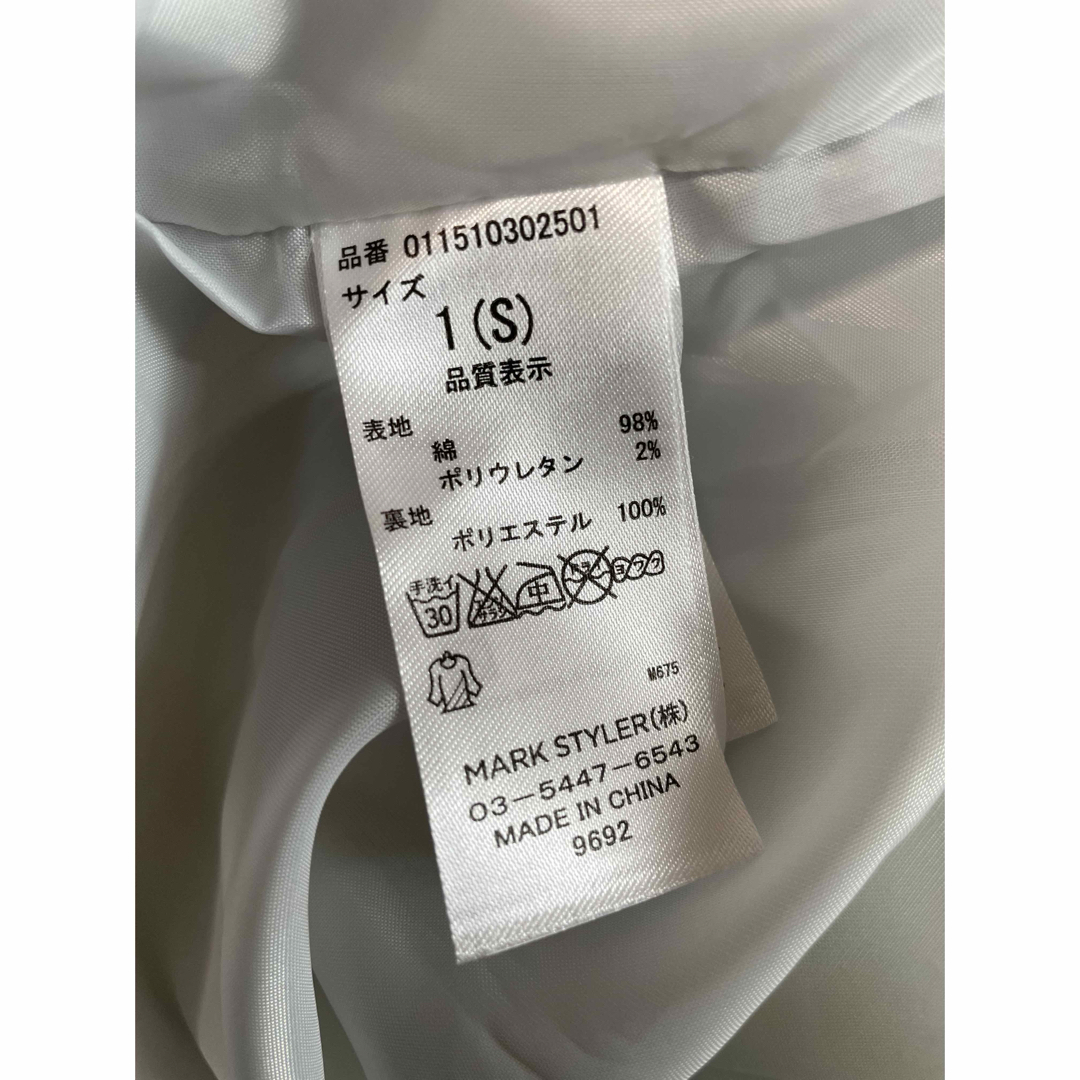 品番 011510302501
サイズ
1(S)
品質表示
表地
綿 98%
ポリウレタン 2%
裏地
ポリエステル 100%
手洗イ
30
中
M675
MARK STYLER(株)
03-5447-6543
MADE IN CHINA
9692